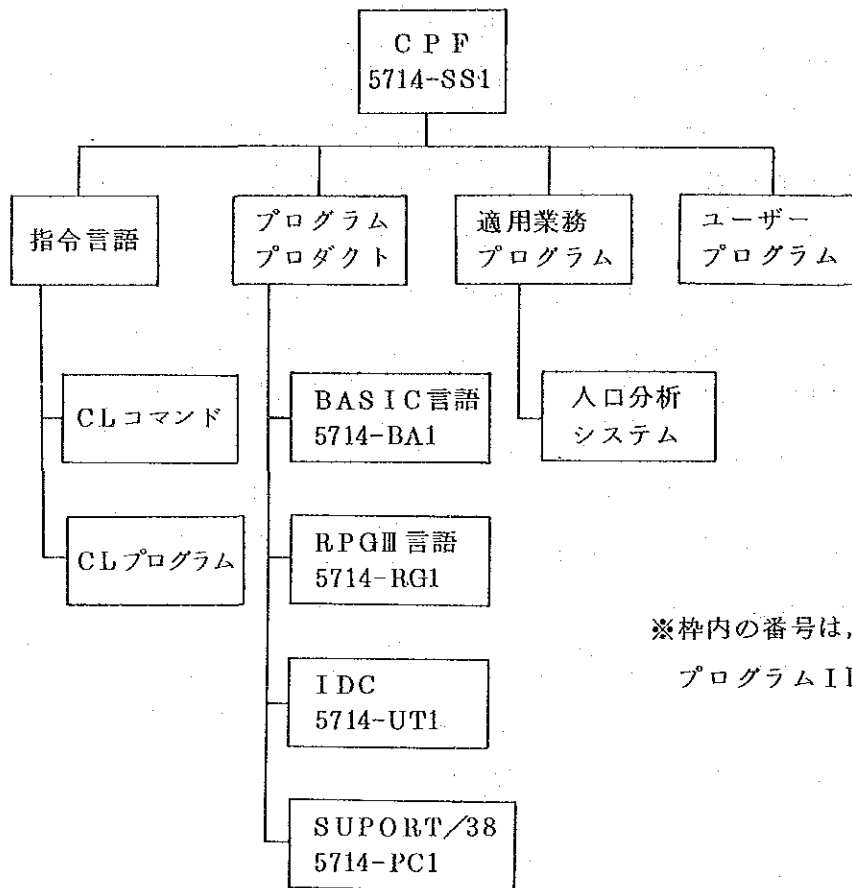 CPF
5714-SS1
指令言語
プログラム
プロダクト
適用業務
プログラム
ユーザー
プログラム
CLコマンド
BASIC言語
5714-BA1
人口分析
システム
CLプログラム
RPGⅢ言語
5714-RG1
※枠内の番号は,
プログラムI
IDC
5714-UT1
SUPORT/38
5714-PC1